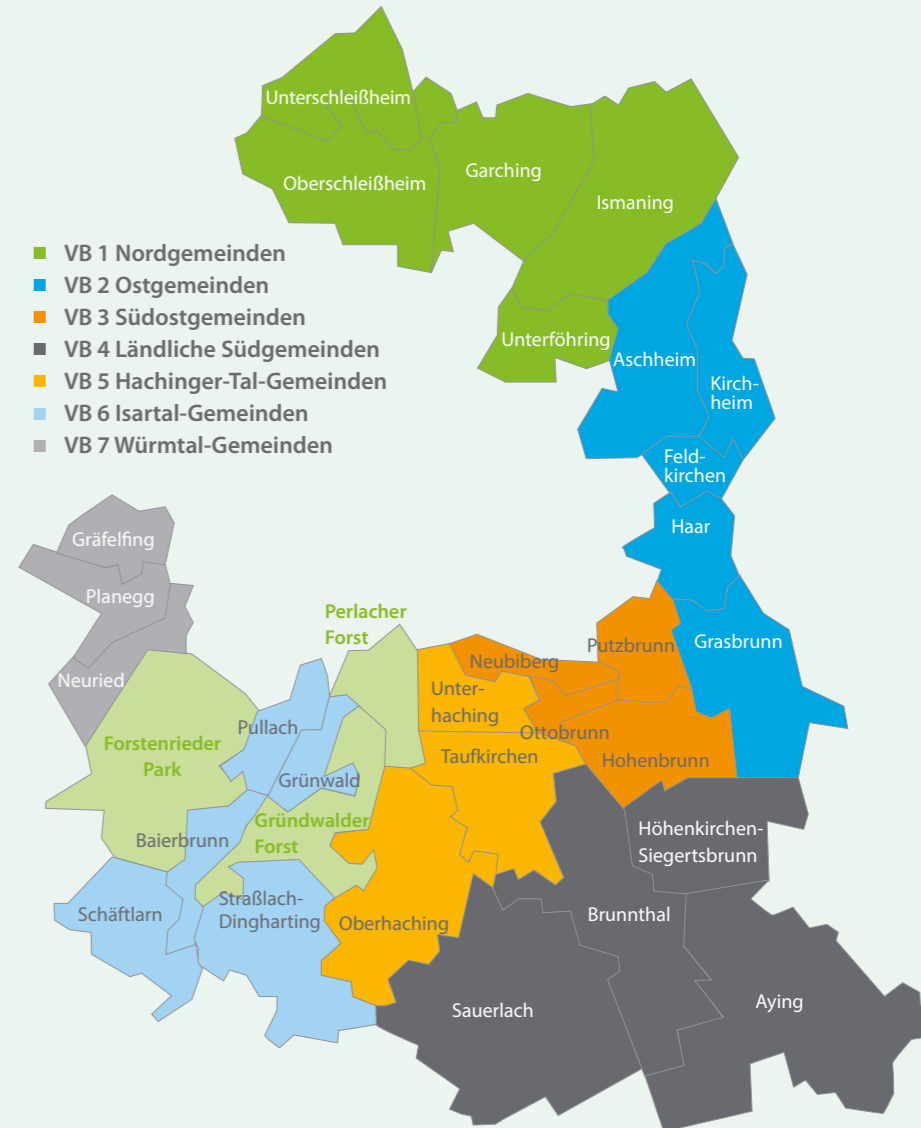 Unterschleißheim
Oberschleißheim
Garching
Ismaning
Unterföhring
VB 1 Nordgemeinden
VB 2 Ostgemeinden
VB 3 Südostgemeinden
VB 4 Ländliche Südgemeinden
VB 5 Hachinger-Tal-Gemeinden
VB 6 Isartal-Gemeinden
VB 7 Würmtal-Gemeinden
Aschheim
Kirch-
heim
Feld-
kirchen
Haar
Grasbrunn
Gräfelfing
Planegg
Neuried
Perlacher
Forst
Neubiberg
Putzbrunn
Unter-
haching
Ottobrunn
Hohenbrunn
Taufkirchen
Pullach
Forstenrieder
Park
Grünwald
Gründwalder
Forst
Baierbrunn
Schäftlarn
Straßlach-
Dingharting
Oberhaching
Höhenkirchen-
Siegertsbrunn
Brunnthal
Sauerlach
Aying